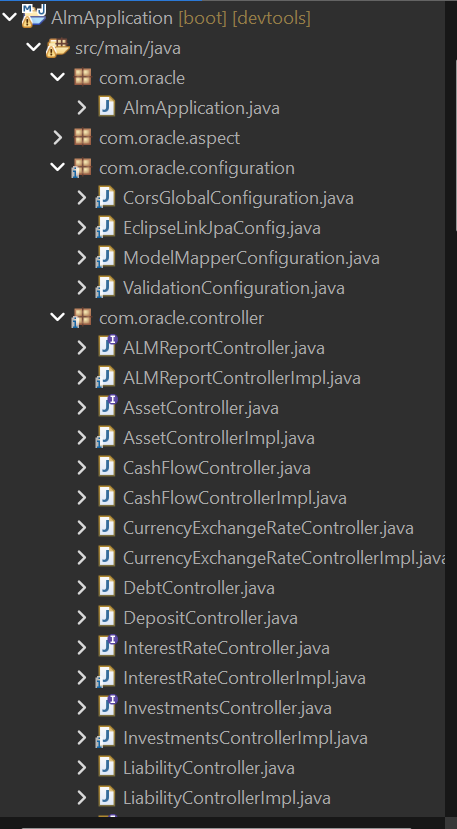 AlmApplication [boot] [devtools]
src/main/java
com.oracle
AlmApplication.java
com.oracle.aspect
com.oracle.configuration
CorsGlobalConfiguration.java
EclipseLinkJpaConfig.java
ModelMapperConfiguration.java
ValidationConfiguration.java
com.oracle.controller
ALMReportController.java
ALMReportControllerImpl.java
AssetController.java
AssetControllerImpl.java
CashFlowController.java
CashFlowControllerImpl.java
CurrencyExchangeRateController.java
CurrencyExchangeRateControllerImpl.java
DebtController.java
DepositController.java
InterestRateController.java
InterestRateControllerImpl.java
InvestmentsController.java
InvestmentsControllerImpl.java
LiabilityController.java
LiabilityControllerImpl.java